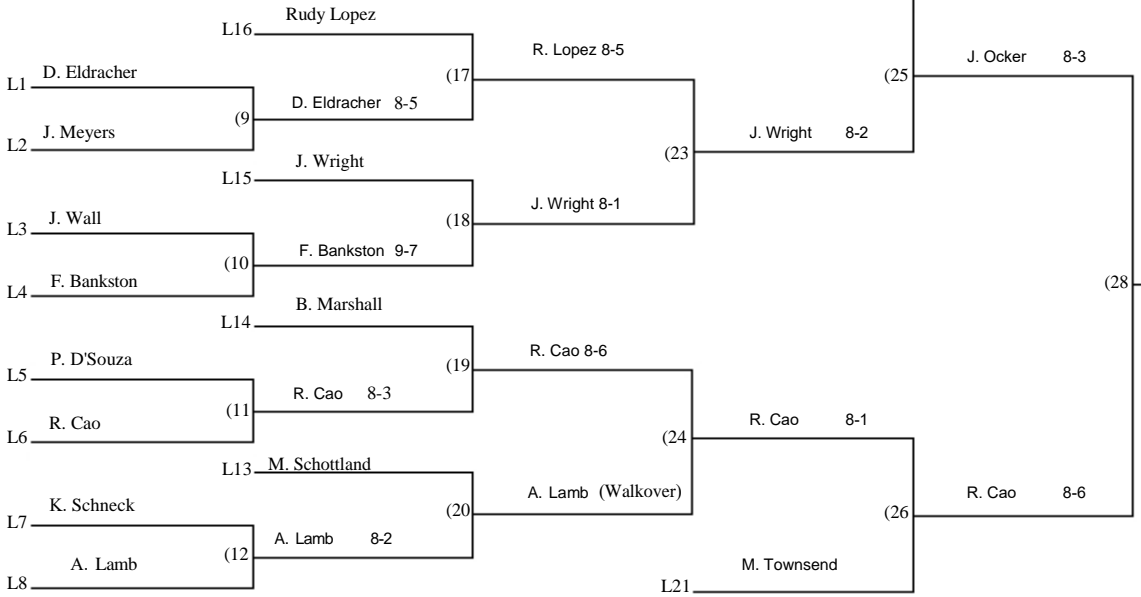 Rudy Lopez
L16
R. Lopez 8-5
J. Ocker 8-3
D. Eldracher
L1
(17
(25
D. Eldracher 8-5
(9
J. Meyers
L2
J. Wright 8-2
(23
J. Wright
L15
J. Wright 8-1
J. Wall
L3
(18
F. Bankston 9-7
(10
F. Bankston
L4
(28
B. Marshall
L14
R. Cao 8-6
P. D'Souza
L5
(19
R. Cao 8-3
(11
R. Cao
L6
R. Cao 8-1
(24
L13 M. Schottland
A. Lamb (Walkover)
R. Cao 8-6
K. Schneck
L7
(20
(26
A. Lamb 8-2
(12
A. Lamb
L8
M. Townsend
L21